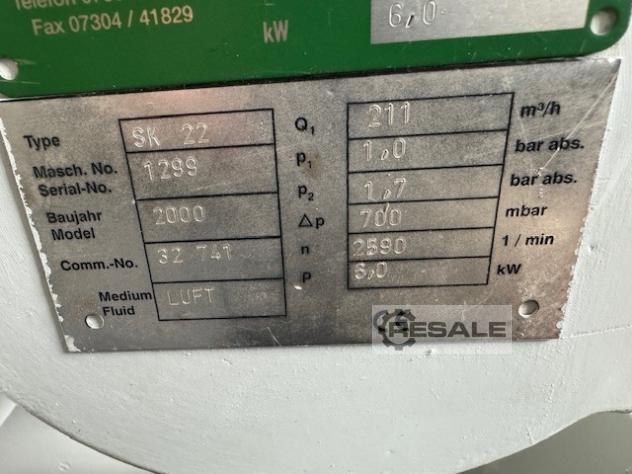 Fax 07304 / 41829
kW 6,0
Type SK 22 Q1 211 m³/h
Masch. No. Serial-No. 1299 p1 1,0 bar abs.
p2 1,7 bar abs.
Baujahr Model 2000 Δp 700 mbar
Comm.-No. 32 741 n 2590 1 / min
P 6,0 kW
Medium Fluid LUFT
RESALE